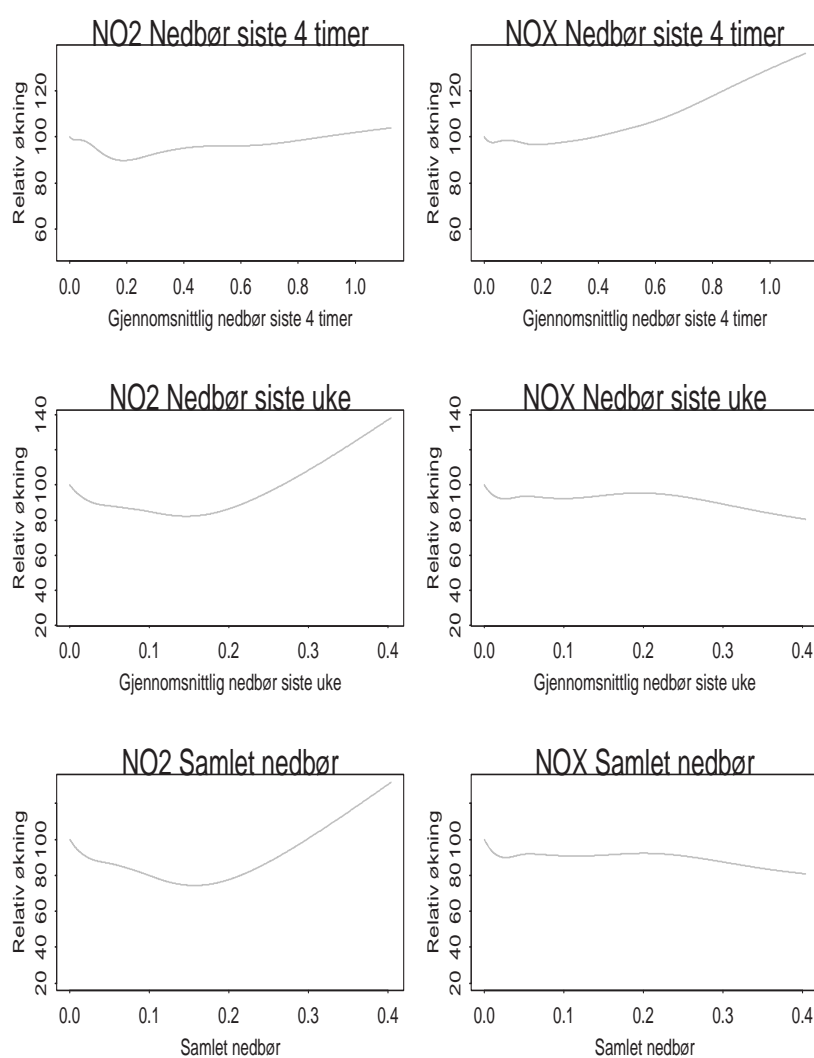 NO2 Nedbør siste 4 timer
Relativ økning
60 80 100 120
0.0 0.2 0.4 0.6 0.8 1.0
Gjennomsnittlig nedbør siste 4 timer
NOX Nedbør siste 4 timer
Relativ økning
60 80 100 120
0.0 0.2 0.4 0.6 0.8 1.0
Gjennomsnittlig nedbør siste 4 timer
NO2 Nedbør siste uke
Relativ økning
20 40 60 80 100 140
0.0 0.1 0.2 0.3 0.4
Gjennomsnittlig nedbør siste uke
NOX Nedbør siste uke
Relativ økning
20 40 60 80 100 140
0.0 0.1 0.2 0.3 0.4
Gjennomsnittlig nedbør siste uke
NO2 Samlet nedbør
Relativ økning
20 40 60 80 100
0.0 0.1 0.2 0.3 0.4
Samlet nedbør
NOX Samlet nedbør
Relativ økning
20 40 60 80 100
0.0 0.1 0.2 0.3 0.4
Samlet nedbør